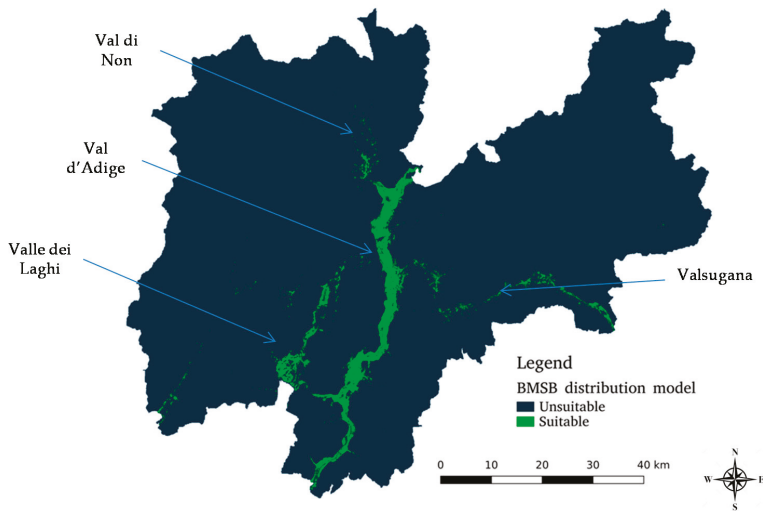 Val di
Non
Val
d'Adige
Valle dei
Laghi
Valsugana
Legend
BMSB distribution model
Unsuitable
Suitable
0 10 20 30 40 km
N
W E
S